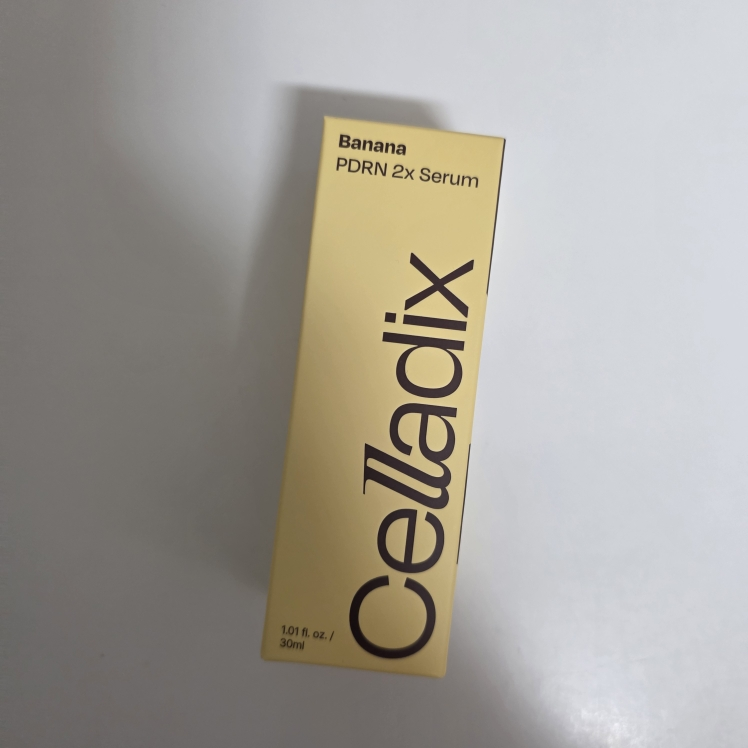 Banana
PDRN 2x Serum
Celladix
1.01 fl. oz. /
30ml